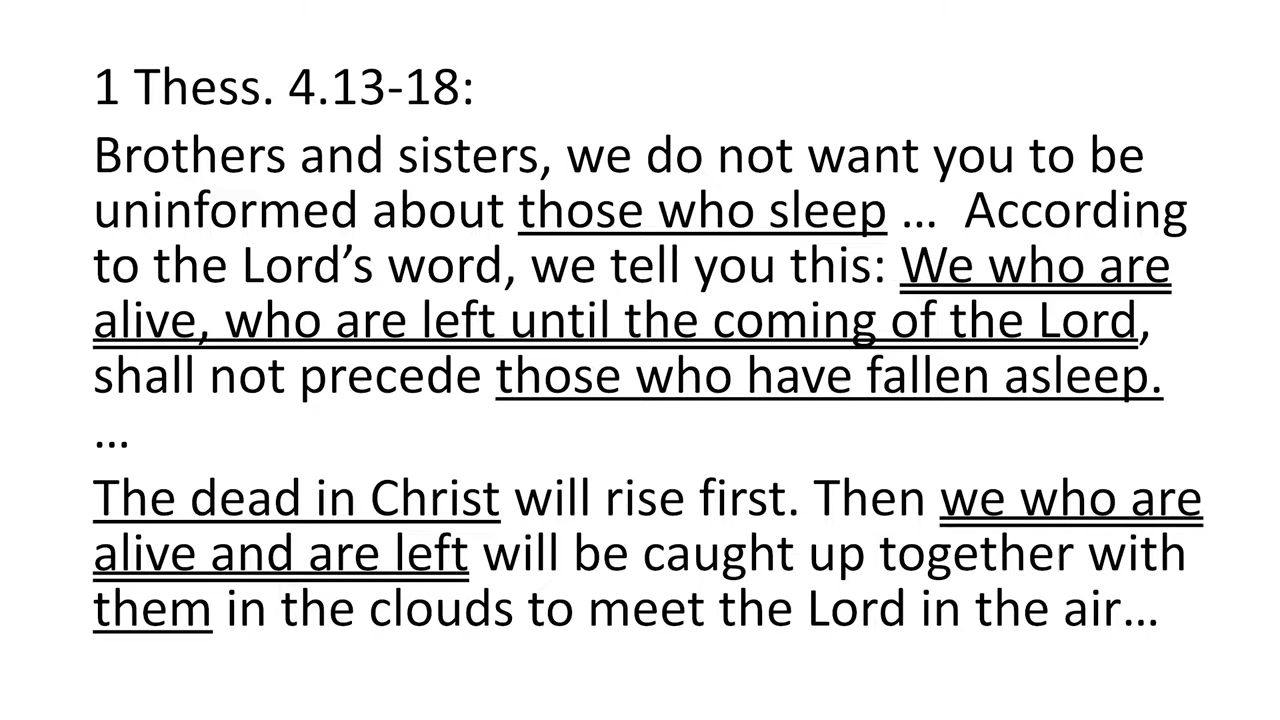 1 Thess. 4.13-18:
Brothers and sisters, we do not want you to be
uninformed about those who sleep …  According
to the Lord’s word, we tell you this: We who are
alive, who are left until the coming of the Lord,
shall not precede those who have fallen asleep.
…
The dead in Christ will rise first. Then we who are
alive and are left will be caught up together with
them in the clouds to meet the Lord in the air…